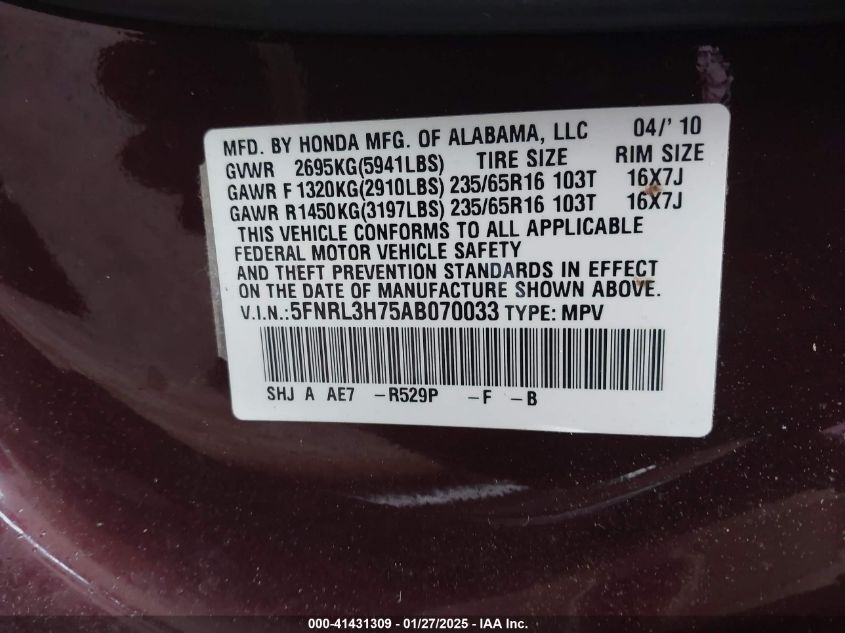 MFD. BY HONDA MFG. OF ALABAMA, LLC 04/' 10
GVWR 2695KG(5941LBS) TIRE SIZE RIM SIZE
GAWR F 1320KG(2910LBS) 235/65R16 103T 16X7J
GAWR R1450KG(3197LBS) 235/65R16 103T 16X7J
THIS VEHICLE CONFORMS TO ALL APPLICABLE
FEDERAL MOTOR VEHICLE SAFETY
AND THEFT PREVENTION STANDARDS IN EFFECT
ON THE DATE OF MANUFACTURE SHOWN ABOVE.
V.I.N.:5FNRL3H75AB070033 TYPE: MPV
SHJ A AE7 -R529P -F -B
000-41431309 - 01/27/2025 - IAA Inc.